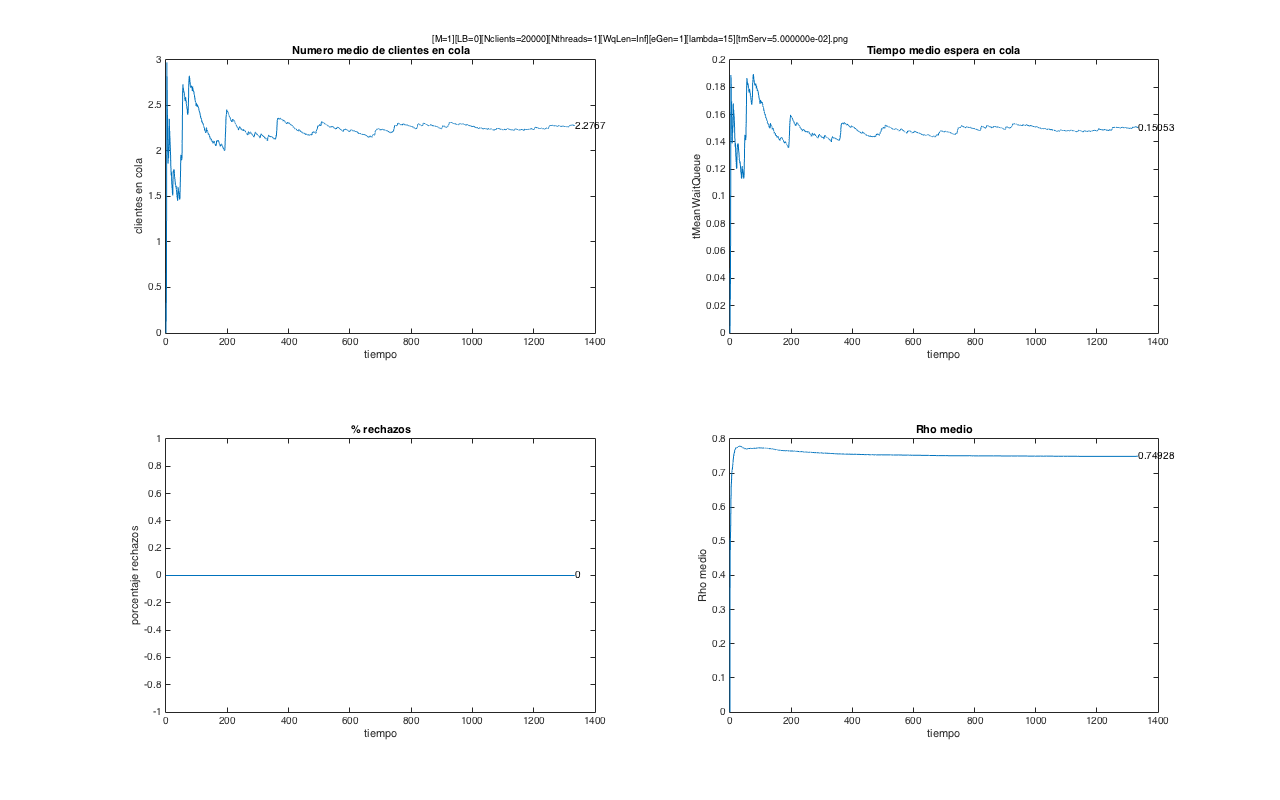 [M=1][LB=0][Nclients=20000][Nthreads=1][WqLen=Inf][eGen=1][lambda=15][tmServ=5.000000e-02].png
Numero medio de clientes en cola
3
2.5
2
1.5
1
0.5
0
clientes en cola
2.2767
0 200 400 600 800 1000 1200 1400
tiempo
Tiempo medio espera en cola
0.2
0.18
0.16
0.14
0.12
0.1
0.08
0.06
0.04
0.02
0
tMeanWaitQueue
0.15053
0 200 400 600 800 1000 1200 1400
tiempo
% rechazos
1
0.8
0.6
0.4
0.2
0
-0.2
-0.4
-0.6
-0.8
-1
porcentaje rechazos
0
0 200 400 600 800 1000 1200 1400
tiempo
Rho medio
0.8
0.7
0.6
0.5
0.4
0.3
0.2
0.1
0
Rho medio
0.74928
0 200 400 600 800 1000 1200 1400
tiempo